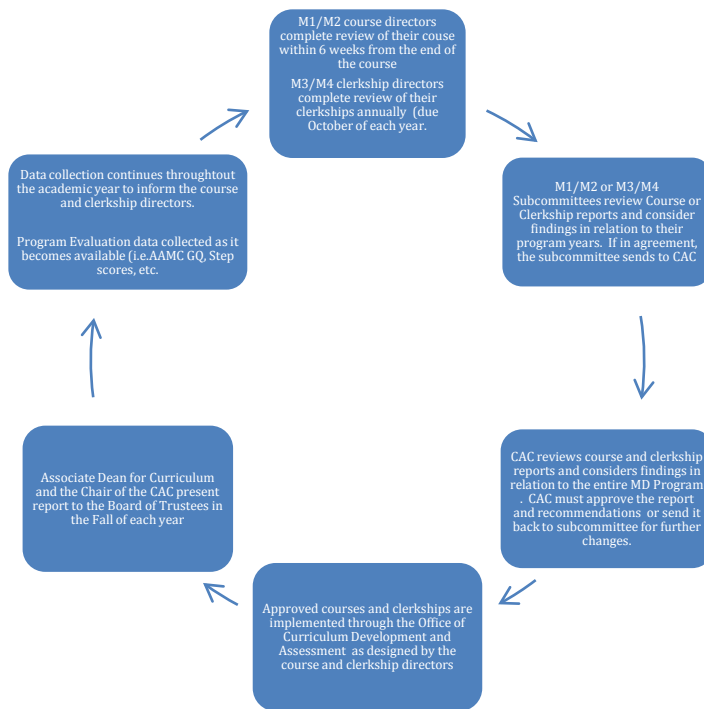 M1/M2 course directors
complete review of their couse
within 6 weeks from the end of
the course
M3/M4 clerkship directors
complete review of their
clerkships annually (due
October of each year.
M1/M2 or M3/M4
Subcommittees review Course or
Clerkship reports and consider
findings in relation to their
program years. If in agreement,
the subcommittee sends to CAC
CAC reviews course and clerkship
reports and considers findings in
relation to the entire MD Program
. CAC must approve the report
and recommendations or send it
back to subcommittee for further
changes.
Approved courses and clerkships are
implemented through the Office of
Curriculum Development and
Assessment as designed by the
course and clerkship directors
Associate Dean for Curriculum
and the Chair of the CAC present
report to the Board of Trustees in
the Fall of each year
Data collection continues throughtout
the academic year to inform the course
and clerkship directors.
Program Evaluation data collected as it
becomes available (i.e.AAMC GQ, Step
scores, etc.